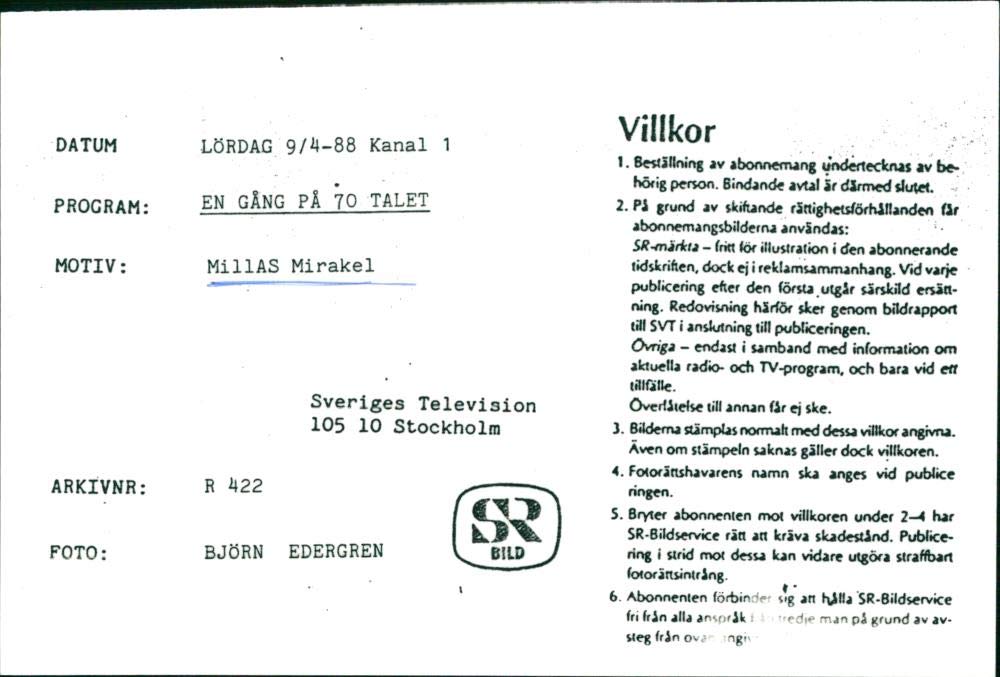 DATUM LÖRDAG 9/4-88 Kanal 1
PROGRAM: EN GÅNG PÅ 70 TALET
MOTIV: MillAS Mirakel
Sveriges Television
105 10 Stockholm
ARKIVNR: R 422
FOTO: BJÖRN EDERGREN
SR
BILD
Villkor
1. Beställning av abonnemang undertecknas av be-
hörig person. Bindande avtal är därmed slutet.
2. På grund av skiftande rättighetsförhållanden får
abonnemangsbilderna användas:
SR-märkta – fritt för illustration i den abonnerande
tidskriften, dock ej i reklamsammanhang. Vid varje
publicering efter den första utgår särskild ersätt-
ning. Redovisning härför sker genom bildrapport
till SVT i anslutning till publiceringen.
Övriga – endast i samband med information om
aktuella radio- och TV-program, och bara vid ett
tillfälle.
Överlåtelse till annan får ej ske.
3. Bilderna stämplas normalt med dessa villkor angivna.
Även om stämpeln saknas gäller dock villkoren.
4. Fotorättshavarens namn ska anges vid publice
ringen.
5. Bryter abonnenten mot villkoren under 2–4 har
SR-Bildservice rätt att kräva skadestånd. Publice-
ring i strid mot dessa kan vidare utgöra straffbart
fotorättsintrång.
6. Abonnenten förbinder sig att hålla SR-Bildservice
fri från alla anspråk tredje man på grund av av-
steg från